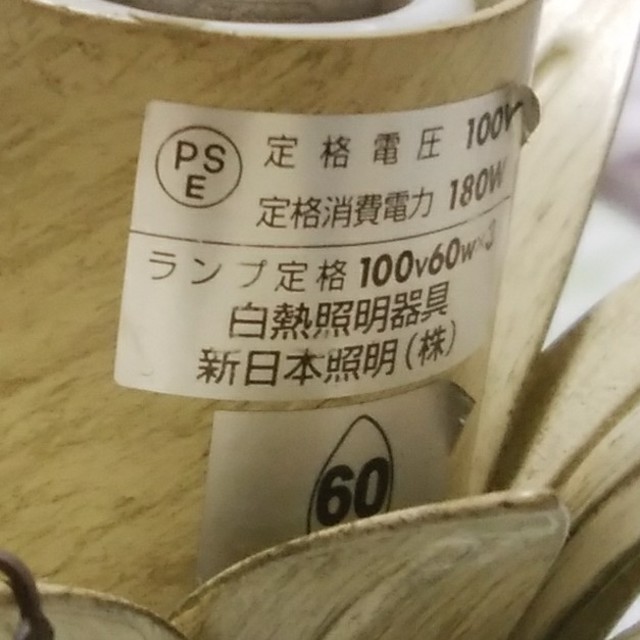 PS
E
定格電圧 100V
定格消費電力 180W
ランプ定格 100v60w×3
白熱照明器具
新日本照明(株)
60